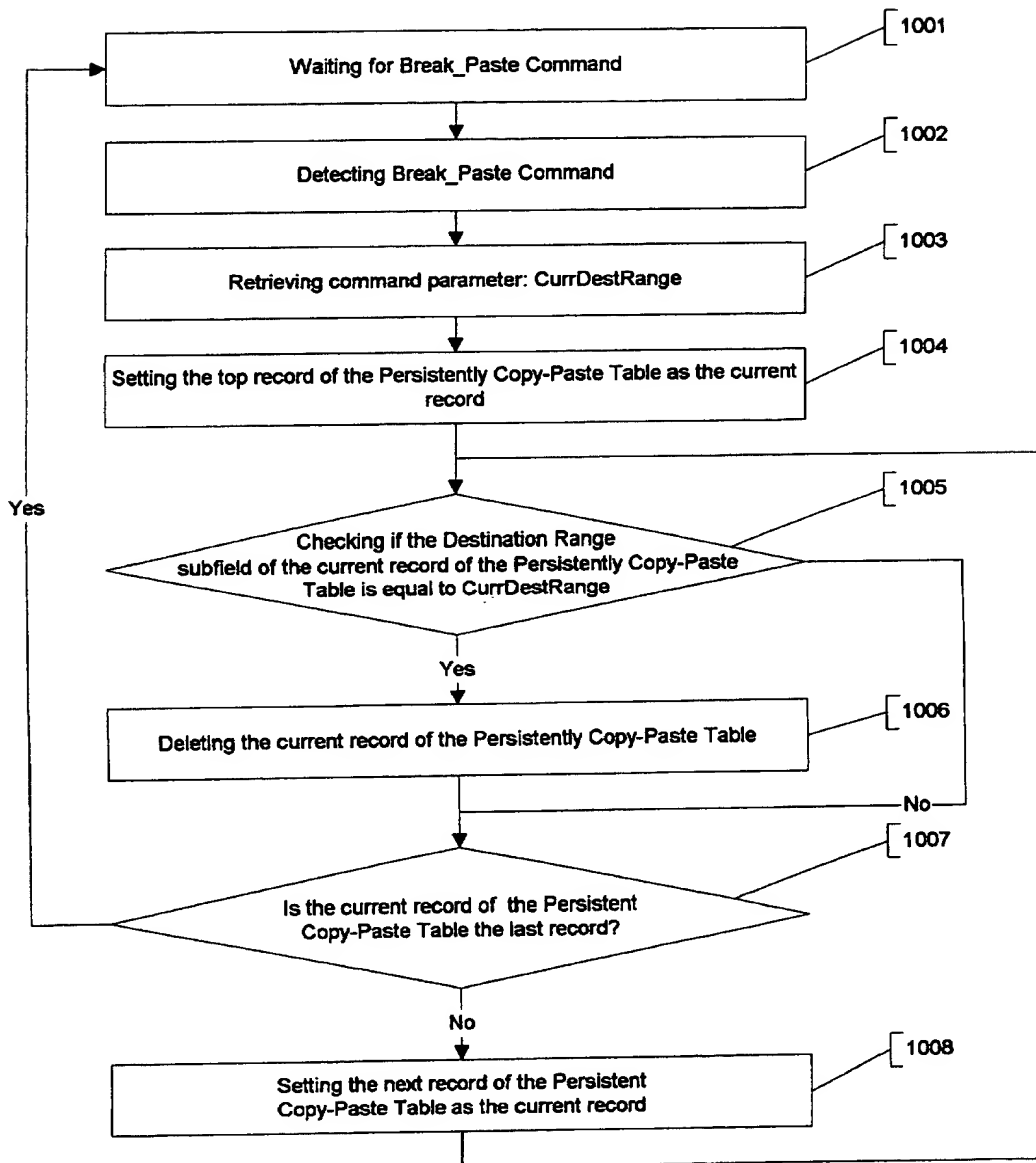 1001
Waiting for Break_Paste Command
1002
Detecting Break_Paste Command
1003
Retrieving command parameter: CurrDestRange
1004
Setting the top record of the Persistently Copy-Paste Table as the current
record
Yes
1005
Checking if the Destination Range
subfield of the current record of the Persistently Copy-Paste
Table is equal to CurrDestRange
Yes
1006
Deleting the current record of the Persistently Copy-Paste Table
No
1007
Is the current record of the Persistent
Copy-Paste Table the last record?
No
1008
Setting the next record of the Persistent
Copy-Paste Table as the current record